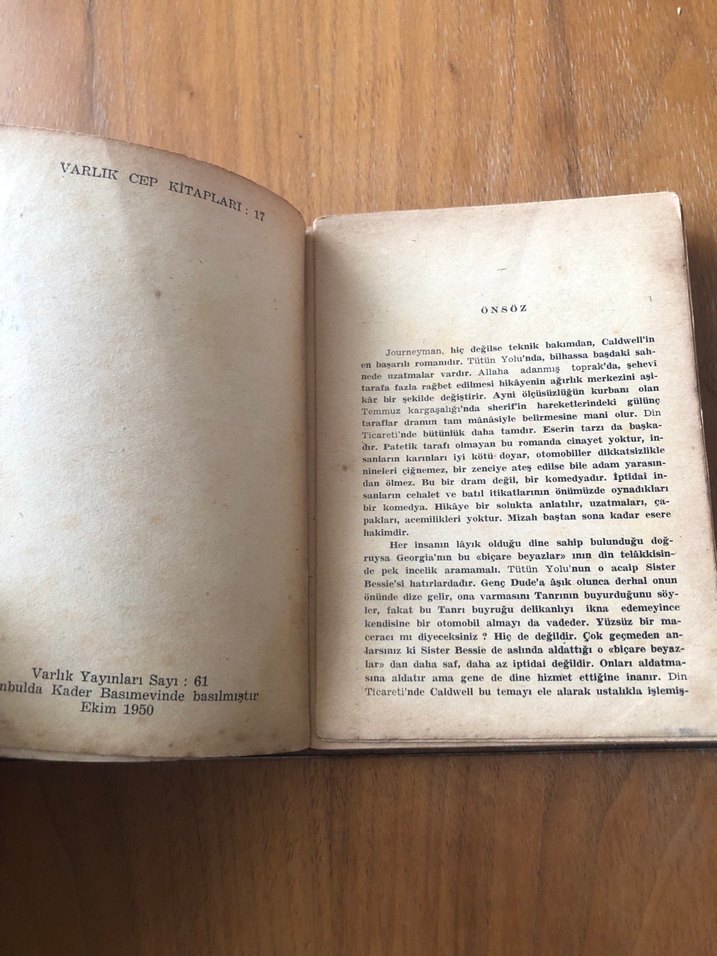 VARLIK CEP KİTAPLARI : 17
Varlık Yayınları Sayı : 61
nbulda Kader Basımevinde basılmıştır
Ekim 1950
ÖNSÖZ
Journeyman, hiç değilse teknik bakımdan, Caldwell'in
en başarılı romanıdır. Tütün Yolu'nda, bilhassa başdaki sah-
nede uzatmalar vardır. Allaha adanmış toprak'da, şehevi
tarafa fazla rağbet edilmesi hikâyenin ağırlık merkezini aşi-
kâr bir şekilde değiştirir. Ayni ölçüsüzlüğün kurbanı olan
Temmuz kargaşalığı'nda sherif'in hareketlerindeki gülünç
taraflar dramın tam mânasiyle belirmesine mani olur. Din
Ticareti'nde bütünlük daha tamdır. Eserin tarzı da başka-
dır. Patetik tarafı olmayan bu romanda cinayet yoktur, in-
sanların karınları iyi kötü doyar, otomobiller dikkatsizlikle
nineleri çiğnemez, bir zenciye ateş edilse bile adam yarasın-
dan ölmez. Bu bir dram değil, bir komedyadır. İptidaî in-
sanların cehalet ve batıl itikatlarının önümüzde oynadıkları
bir komedya. Hikâye bir solukta anlatılır, uzatmaları, ça-
pakları, acemilikleri yoktur. Mizah baştan sona kadar esere
hakimdir.
Her insanın lâyık olduğu dine sahip bulunduğu doğ-
ruysa Georgia'nın bu «biçare beyazlar» ının din telâkkisin-
de pek incelik aramamalı. Tütün Yolu'nun o acaip Sister
Bessie'si hatırlardadır. Genç Dude'a âşık olunca derhal onun
önünde dize gelir, ona varmasını Tanrının buyurduğunu söy-
ler, fakat bu Tanrı buyruğu delikanlıyı ikna edemeyince
kendisine bir otomobil almayı da vadeder. Yüzsüz bir ma-
ceracı mı diyeceksiniz ? Hiç de değildir. Çok geçmeden an-
larsınız ki Sister Bessie de aslında aldattığı o «biçare beyaz-
lar» dan daha saf, daha az iptidai değildir. Onları aldatma-
sına aldatır ama gene de dine hizmet ettiğine inanır. Din
Ticareti'nde Caldwell bu temayı ele alarak ustalıkla işlemiş-